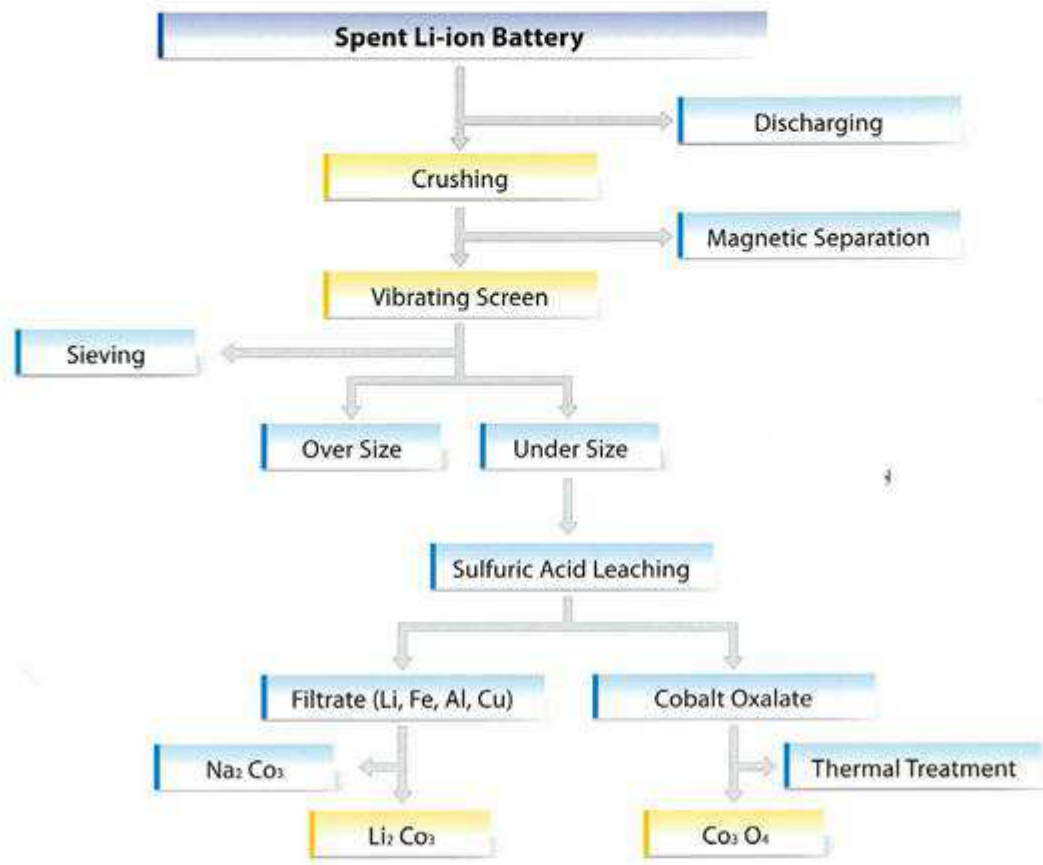 Spent Li-ion Battery
Discharging
Crushing
Magnetic Separation
Vibrating Screen
Sieving
Over Size
Under Size
Sulfuric Acid Leaching
Filtrate (Li, Fe, Al, Cu)
Cobalt Oxalate
Na₂ Co₃
Thermal Treatment
Li₂ Co₃
Co₃ O₄